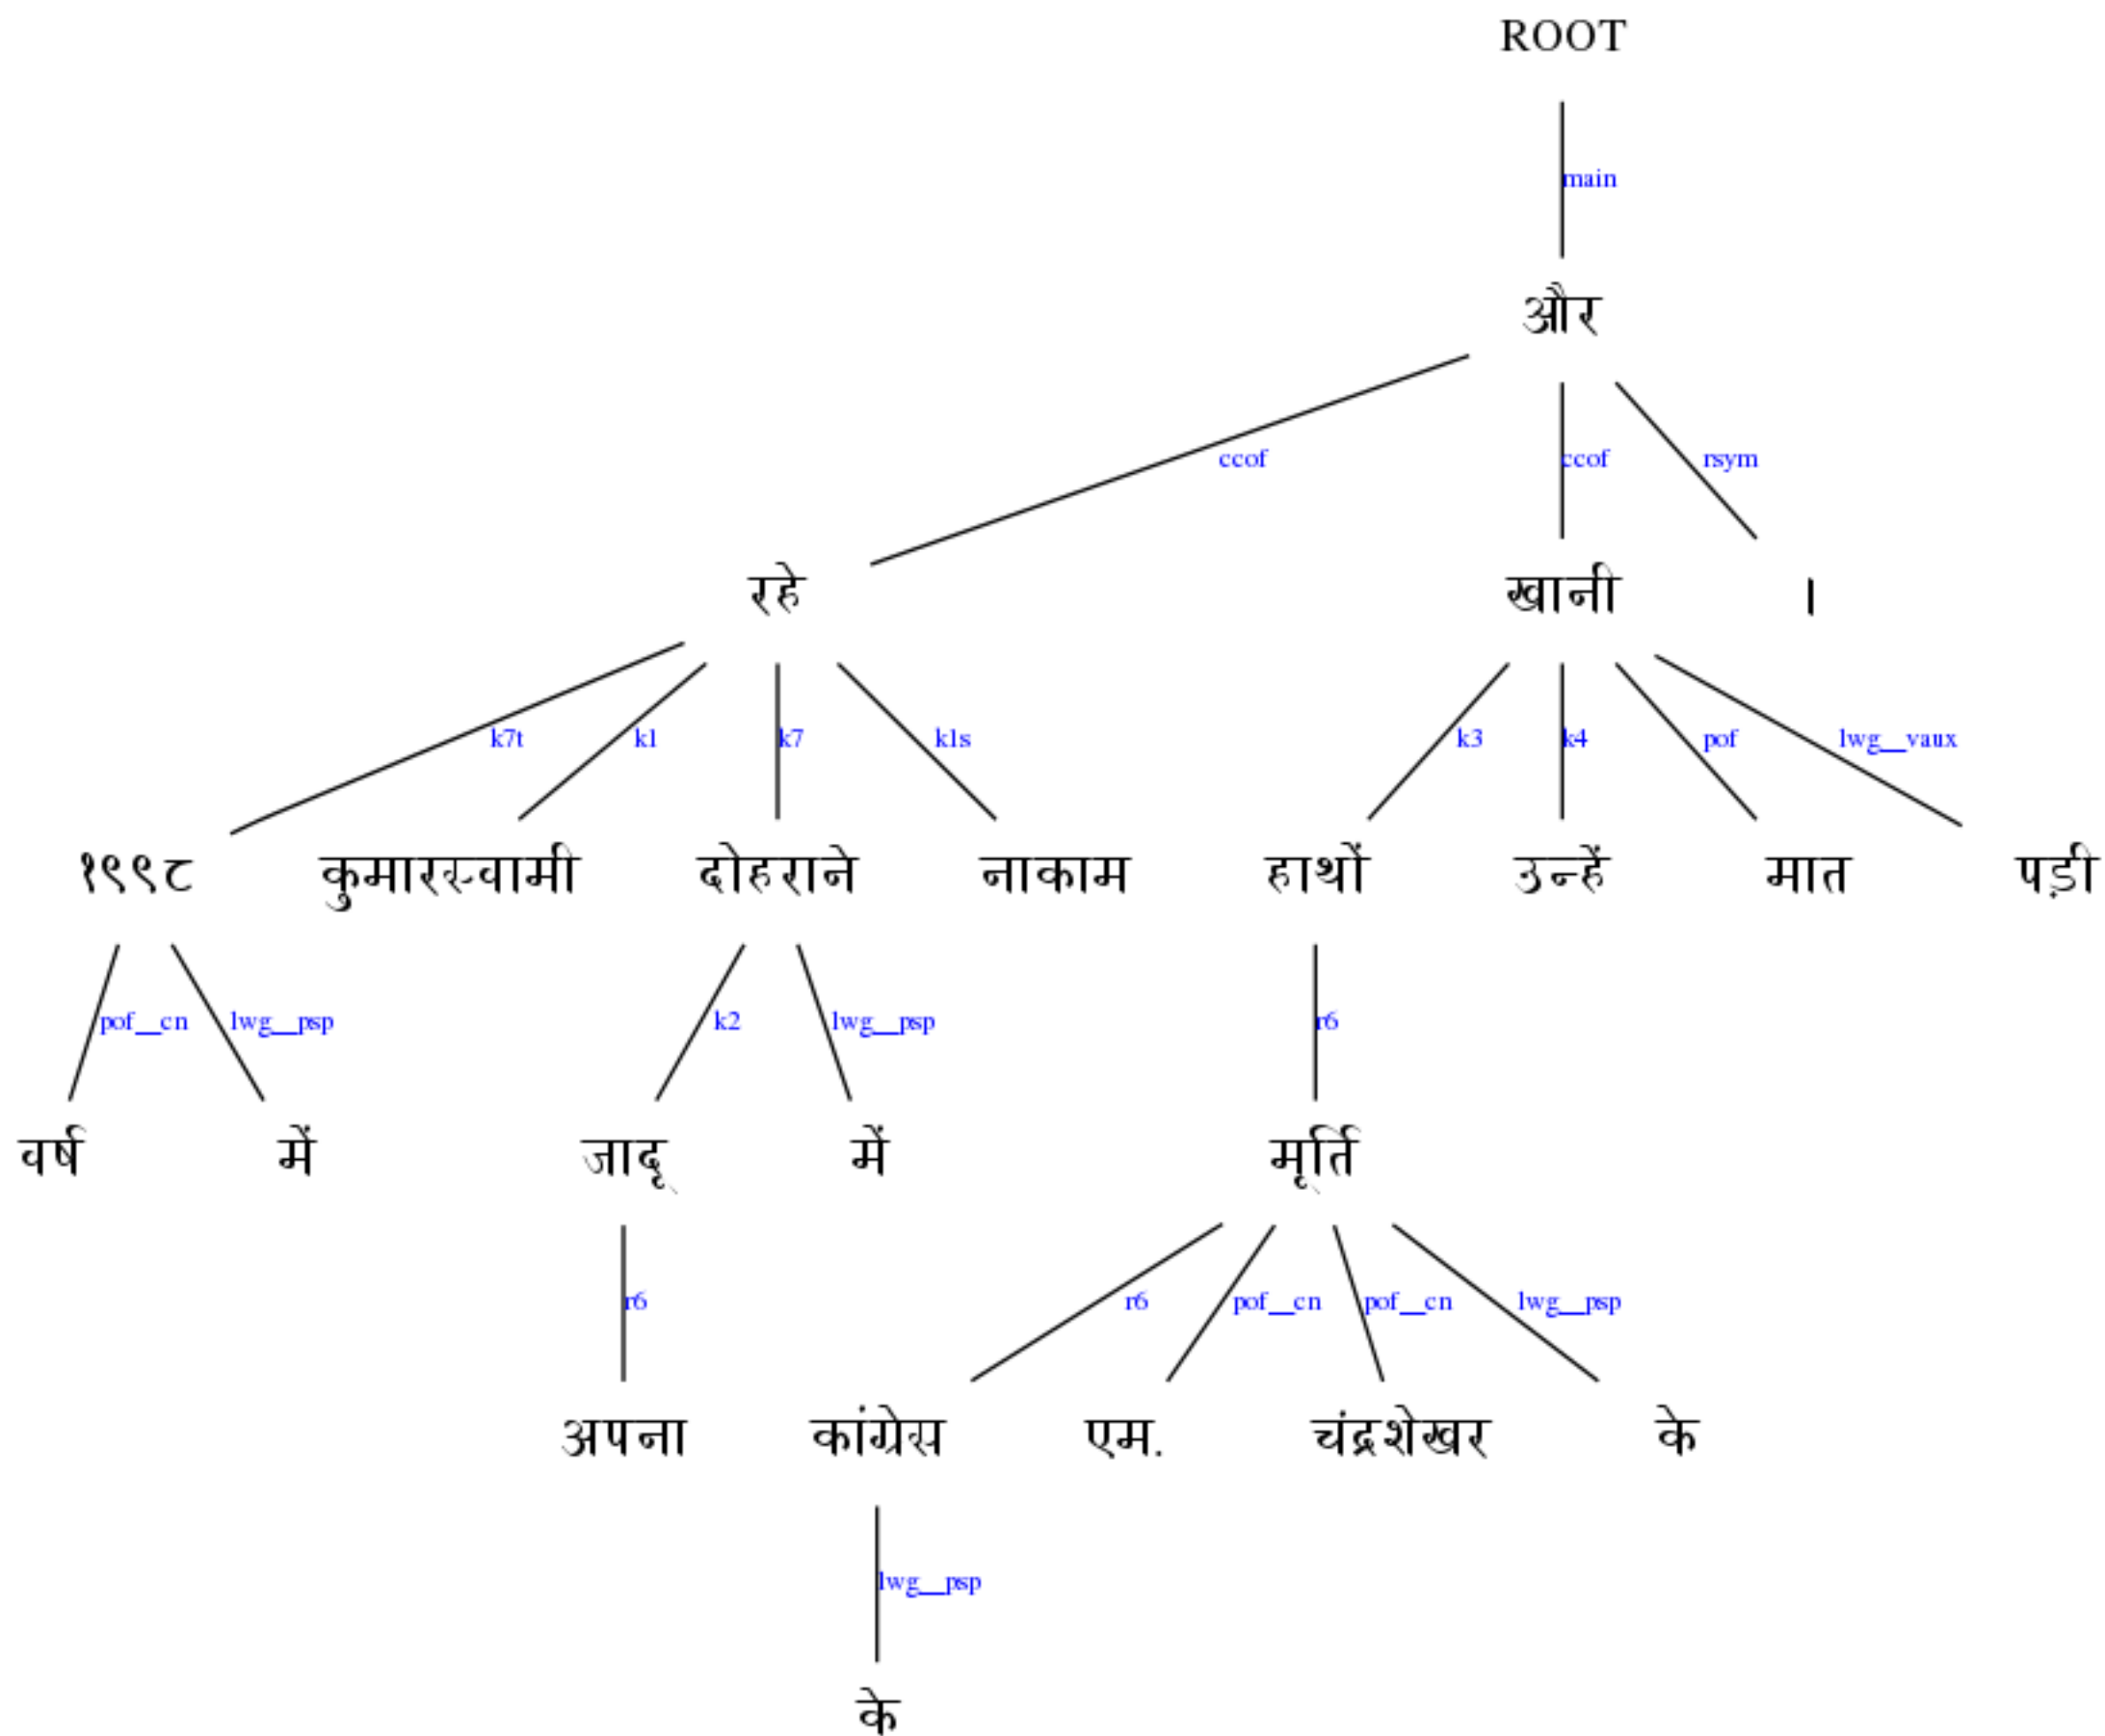 ROOT
main
और
ccof ccof rsym
रहे खानी ।
k7t k1 k7 k1s k3 k4 pof lwg__vaux
१९९८ कुमारस्वामी दोहराने नाकाम हाथों उन्हें मात पड़ी
pof__cn lwg__psp k2 lwg__psp r6
वर्ष में जादू में मूर्ति
r6 r6 pof__cn pof__cn lwg__psp
अपना कांग्रेस एम. चंद्रशेखर के
lwg__psp
के